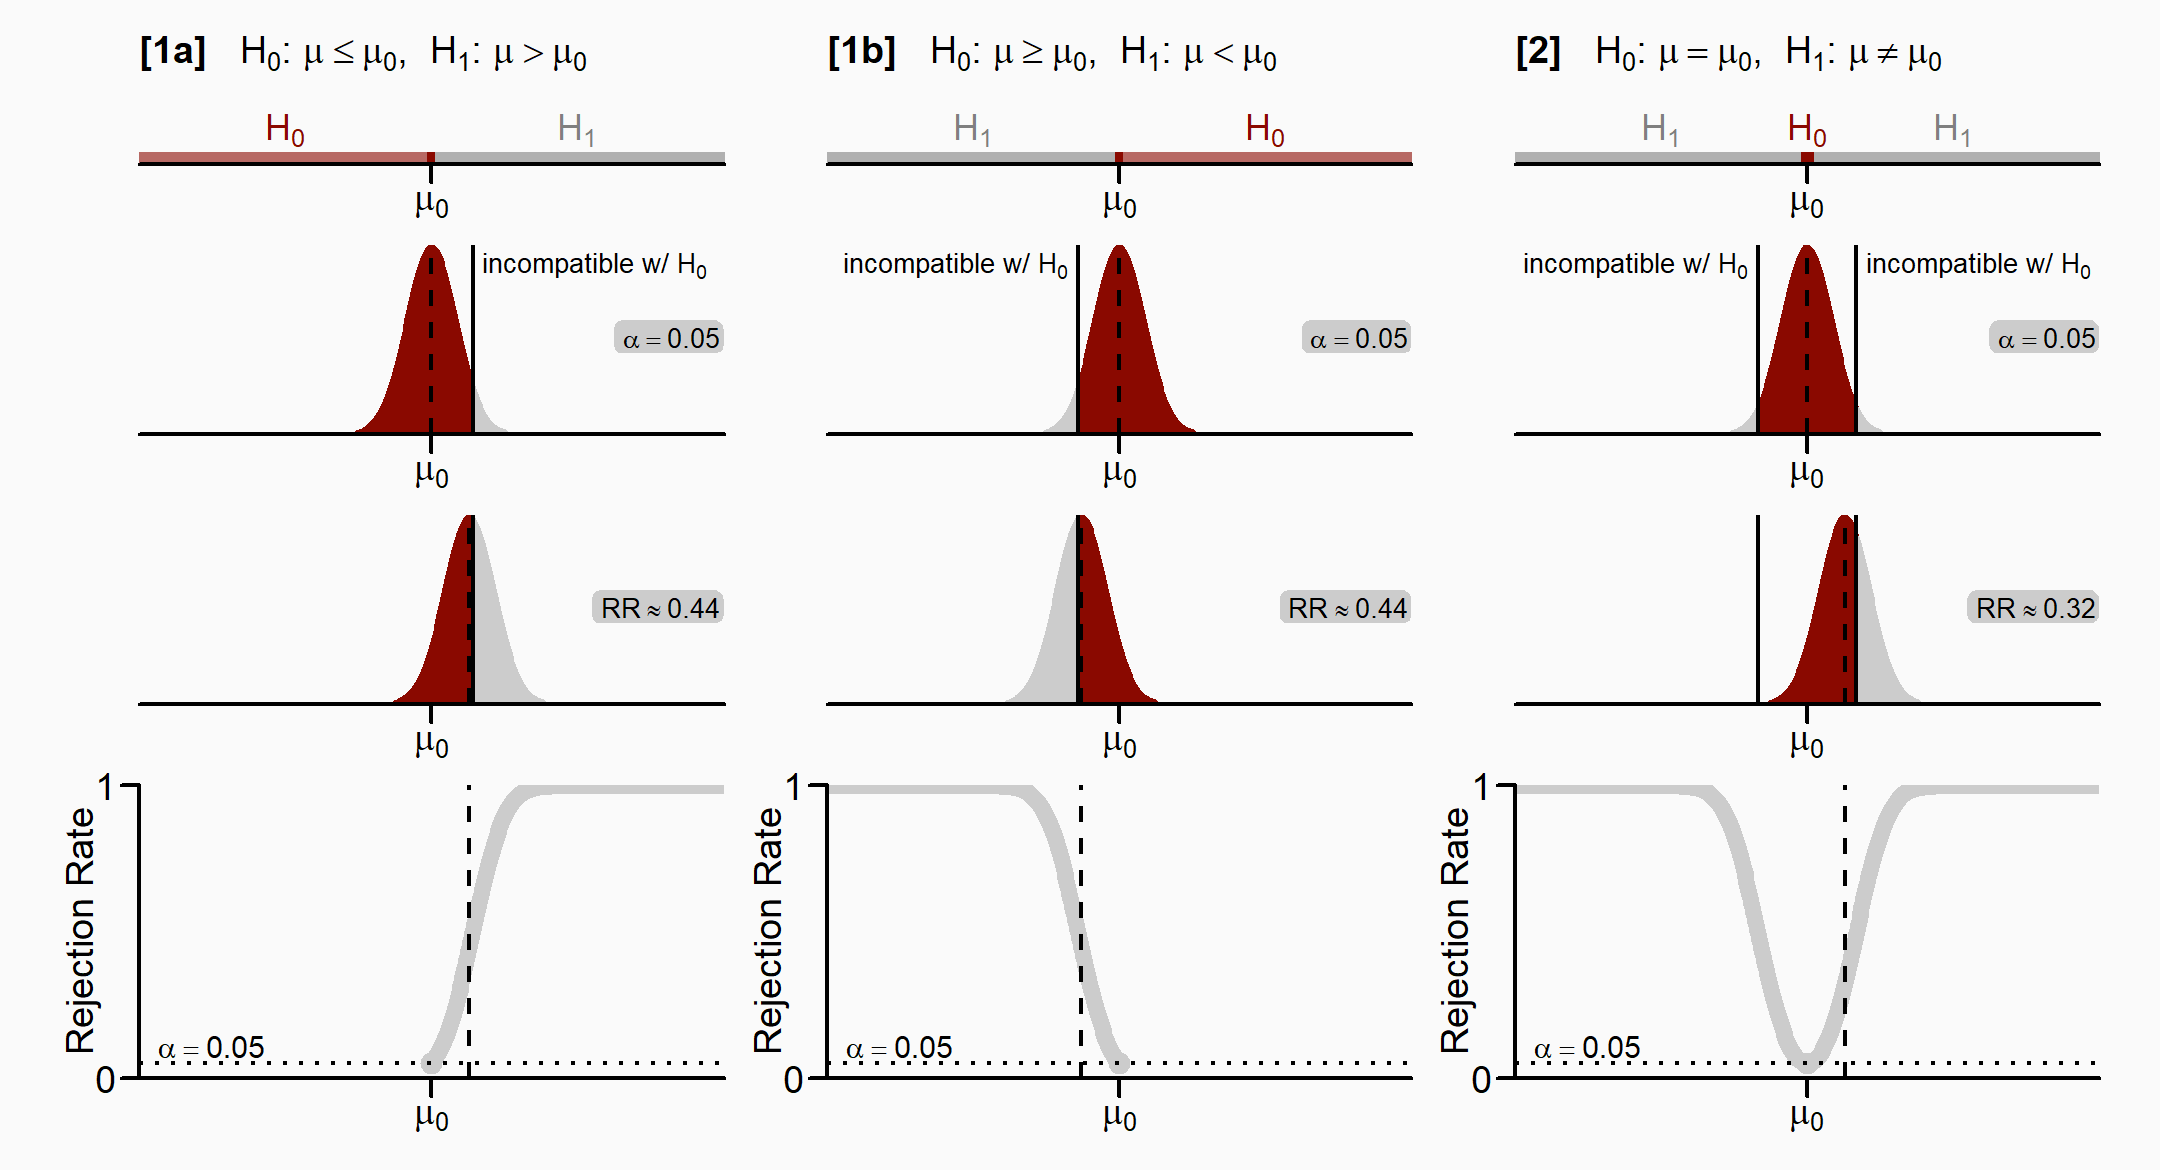 [1a] H₀: μ ≤ μ₀, H₁: μ > μ₀
H₀ H₁
μ₀
incompatible w/ H₀
α = 0.05
μ₀
RR ≈ 0.44
μ₀
1
Rejection Rate
α = 0.05
0
μ₀
[1b] H₀: μ ≥ μ₀, H₁: μ < μ₀
H₁ H₀
μ₀
incompatible w/ H₀
α = 0.05
μ₀
RR ≈ 0.44
μ₀
1
Rejection Rate
α = 0.05
0
μ₀
[2] H₀: μ = μ₀, H₁: μ ≠ μ₀
H₁ H₀ H₁
μ₀
incompatible w/ H₀ incompatible w/ H₀
α = 0.05
μ₀
RR ≈ 0.32
μ₀
1
Rejection Rate
α = 0.05
0
μ₀